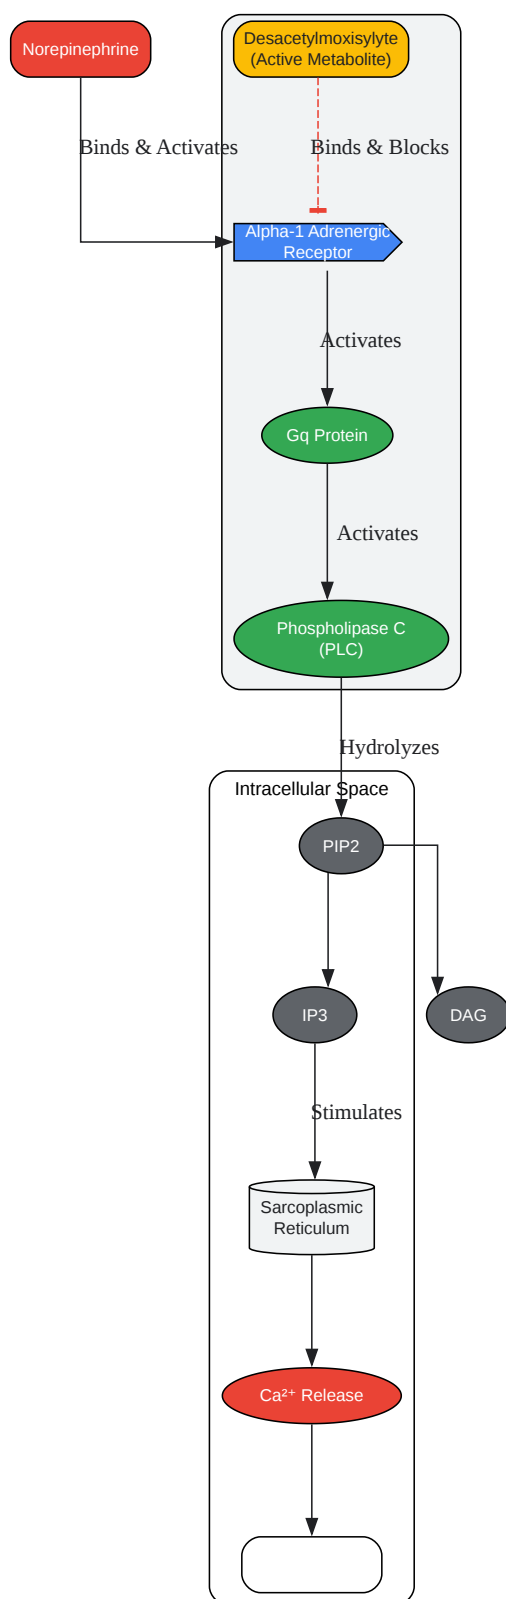 Norepinephrine
Desacetylmoxisylyte
(Active Metabolite)
Binds & Activates
Binds & Blocks
Alpha-1 Adrenergic
Receptor
Activates
Gq Protein
Activates
Phospholipase C
(PLC)
Hydrolyzes
Intracellular Space
PIP2
IP3
DAG
Stimulates
Sarcoplasmic
Reticulum
Ca²⁺ Release